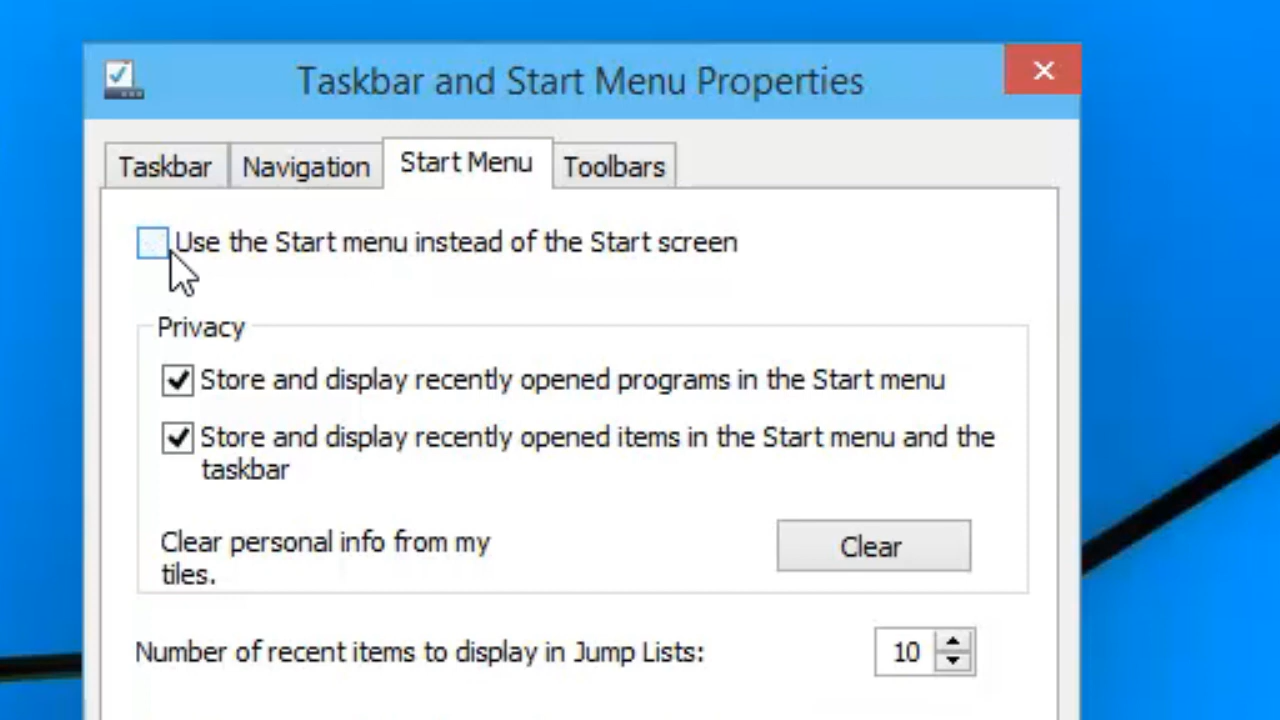 Taskbar and Start Menu Properties
Taskbar
Navigation
Start Menu
Toolbars
Use the Start menu instead of the Start screen
Privacy
Store and display recently opened programs in the Start menu
Store and display recently opened items in the Start menu and the
taskbar
Clear personal info from my
tiles.
Clear
Number of recent items to display in Jump Lists:
10